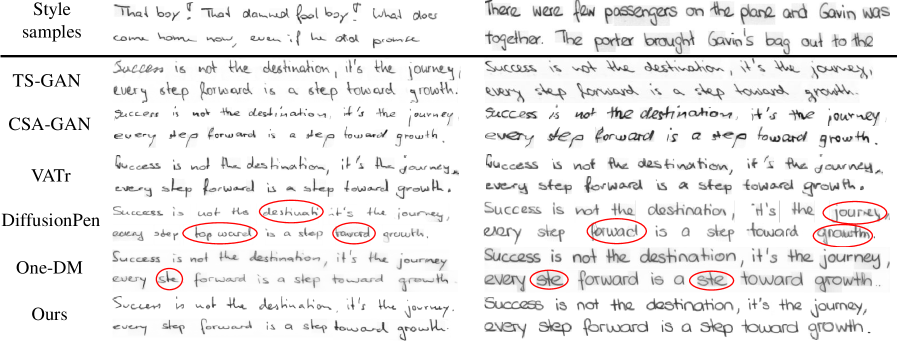 Style samples
That boy! That damned fool boy! What does
come home now, even if he did promise
There were few passengers on the plane and Gavin was
together. The porter brought Gavin's bag out to the
TS-GAN
Success is not the destination, it's the journey,
every step forward is a step toward growth.
Success is not the destination, it's the journey,
every step forward is a step toward growth.
CSA-GAN
Success is not the destination, it's the journey,
every step forward is a step toward growth.
Success is not the destination, it's the journey,
every step forward is a step toward growth.
VATr
Success is not the destination, it's the journey,
every step forward is a step toward growth.
Success is not the destination, it's the journey,
every step forward is a step toward growth.
DiffusionPen
Success is not the destinati it's the journey,
every step top ward is a step toward growth.
Success is not the destination, it's the journey,
every step forwacl is a step toward growthn.
One-DM
Success is not the destination, it's the journey
every ste forward is a step toward growth.
Success is not the destination, it's the journey,
every ste forward is a ste toward growth.
Ours
Success is not the destination, it's the journey.
every step forward is a step toward growth.
Success is not the destination, it's the journey,
every step forward is a step toward growth.